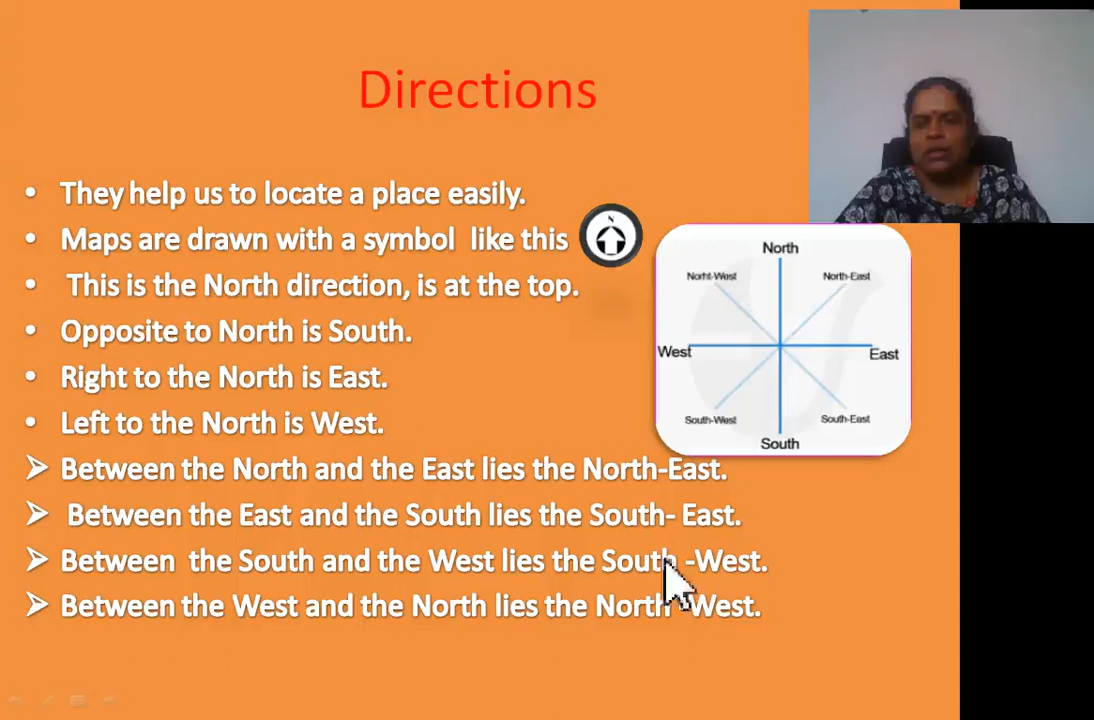 Directions
• They help us to locate a place easily.
• Maps are drawn with a symbol like this
N
• This is the North direction, is at the top.
• Opposite to North is South.
• Right to the North is East.
• Left to the North is West.
➤ Between the North and the East lies the North-East.
➤ Between the East and the South lies the South- East.
➤ Between the South and the West lies the South -West.
➤ Between the West and the North lies the North -West.
North
Norht-West
North-East
West
East
South-West
South-East
South